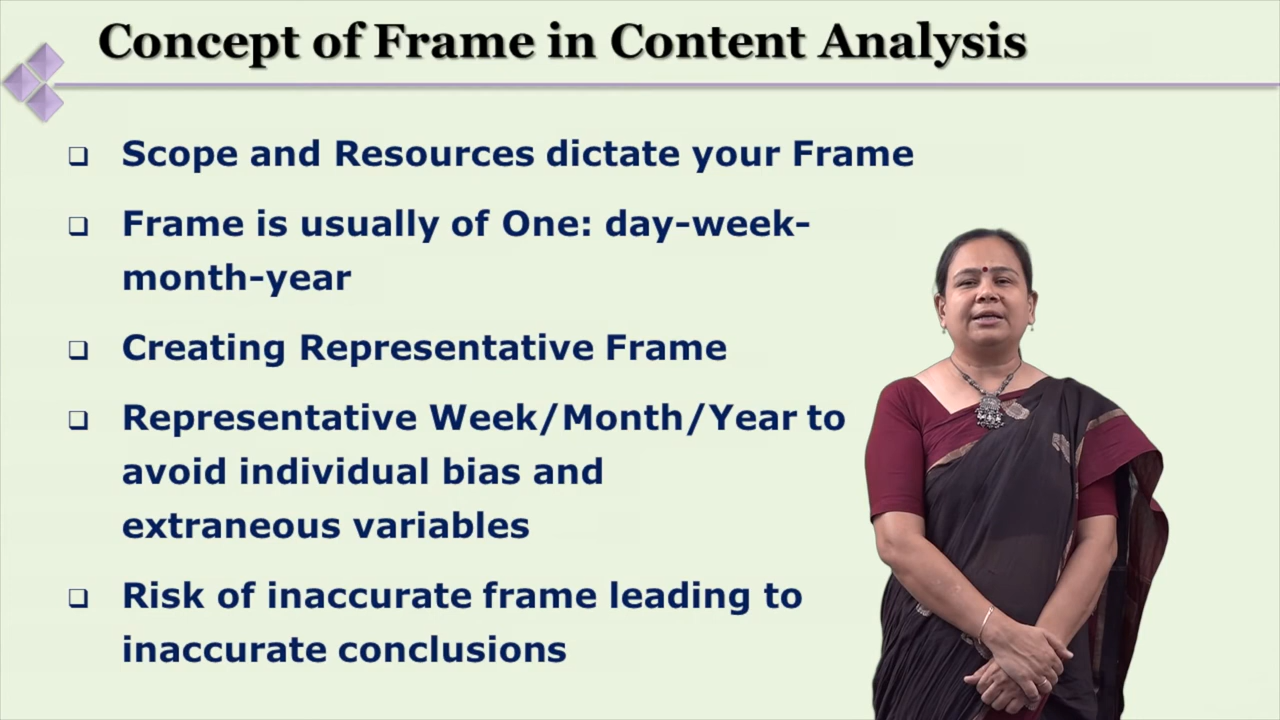 Concept of Frame in Content Analysis
Scope and Resources dictate your Frame
Frame is usually of One: day-week-
month-year
Creating Representative Frame
Representative Week/Month/Year to
avoid individual bias and
extraneous variables
Risk of inaccurate frame leading to
inaccurate conclusions